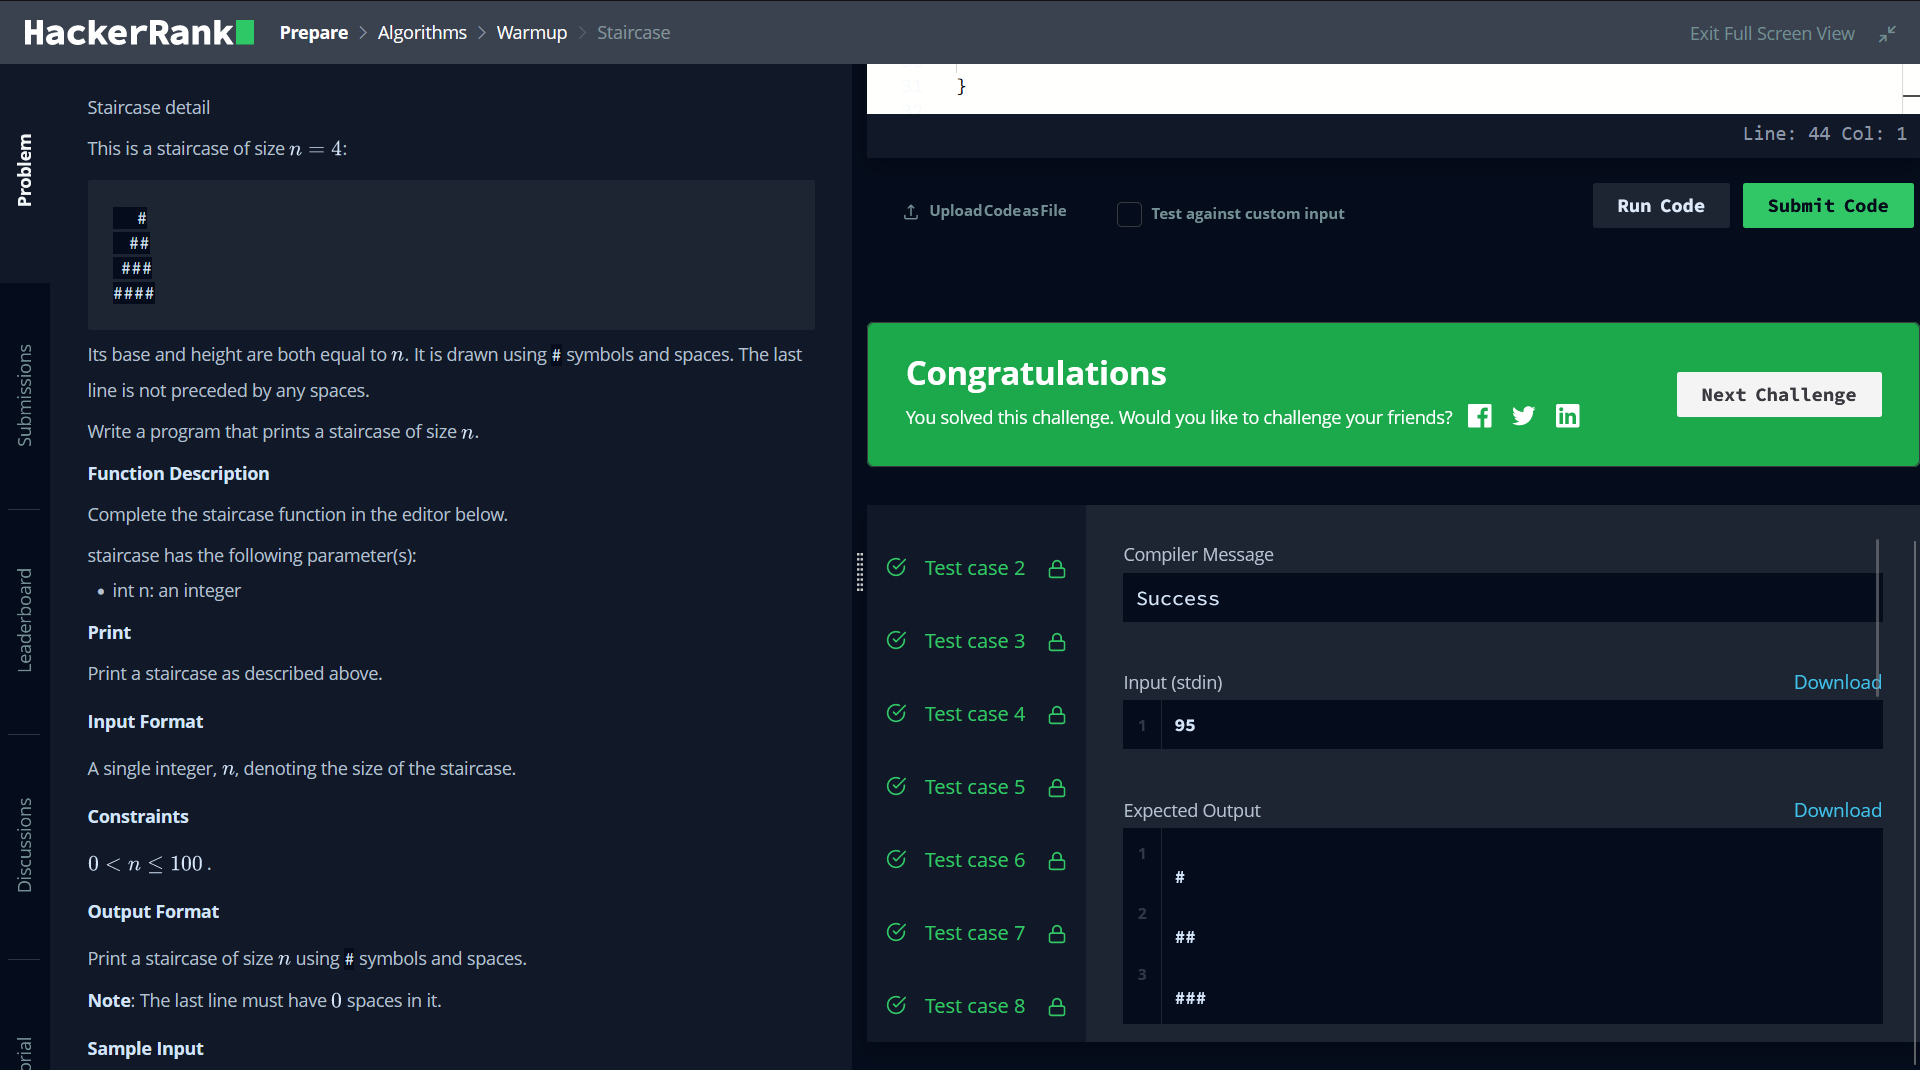 HackerRank
Prepare > Algorithms > Warmup > Staircase
Exit Full Screen View
Problem
Submissions
Leaderboard
Discussions
Staircase detail
This is a staircase of size n = 4:
   #
  ##
 ###
####
Its base and height are both equal to n. It is drawn using # symbols and spaces. The last
line is not preceded by any spaces.
Write a program that prints a staircase of size n.
Function Description
Complete the staircase function in the editor below.
staircase has the following parameter(s):
• int n: an integer
Print
Print a staircase as described above.
Input Format
A single integer, n, denoting the size of the staircase.
Constraints
0 < n ≤ 100 .
Output Format
Print a staircase of size n using # symbols and spaces.
Note: The last line must have 0 spaces in it.
Sample Input
31 }
Line: 44 Col: 1
Upload Code as File
Test against custom input
Run Code
Submit Code
Congratulations
You solved this challenge. Would you like to challenge your friends?
Next Challenge
Test case 2
Test case 3
Test case 4
Test case 5
Test case 6
Test case 7
Test case 8
Compiler Message
Success
Input (stdin)
Download
1 95
Expected Output
Download
1
#
2
##
3
###